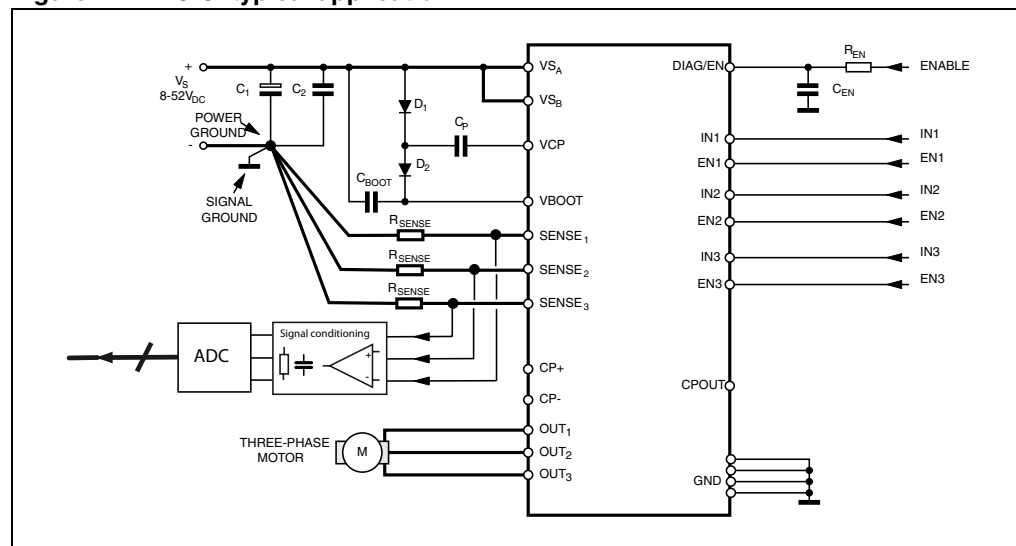 +
VS
8-52VDC
-
POWER
GROUND
SIGNAL
GROUND
C1
C2
D1
D2
CP
CBOOT
RSENSE
RSENSE
RSENSE
VSA
VSB
VCP
VBOOT
SENSE1
SENSE2
SENSE3
CP+
CP-
OUT1
OUT2
OUT3
ADC
Signal conditioning
+
-
THREE-PHASE
MOTOR
M
DIAG/EN
IN1
EN1
IN2
EN2
IN3
EN3
CPOUT
GND
REN
CEN
ENABLE
IN1
EN1
IN2
EN2
IN3
EN3